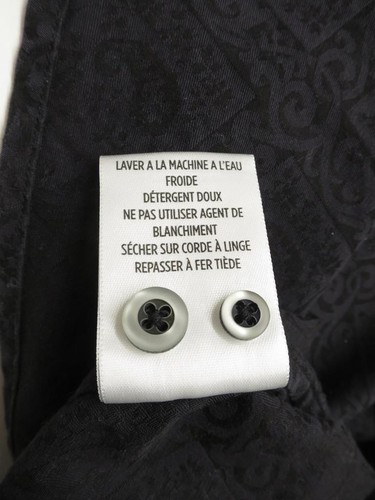 LAVER A LA MACHINE A L'EAU
FROIDE
DÉTERGENT DOUX
NE PAS UTILISER AGENT DE
BLANCHIMENT
SÉCHER SUR CORDE À LINGE
REPASSER À FER TIÈDE